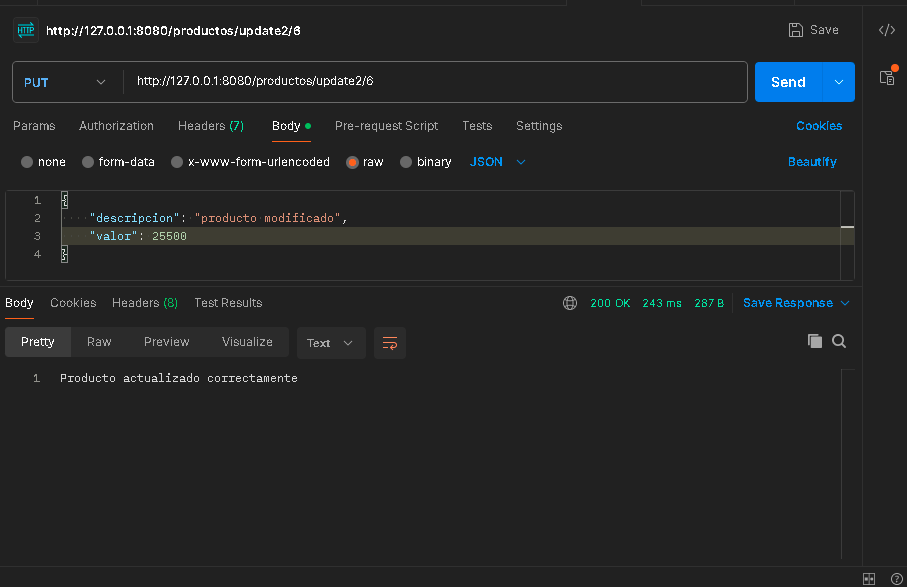 HTTP http://127.0.0.1:8080/productos/update2/6 Save
PUT http://127.0.0.1:8080/productos/update2/6 Send
Params Authorization Headers (7) Body Pre-request Script Tests Settings Cookies
none form-data x-www-form-urlencoded raw binary JSON Beautify
1 {
2 "descripcion": "producto modificado",
3 "valor": 25500
4 }
Body Cookies Headers (8) Test Results 200 OK 243 ms 287 B Save Response
Pretty Raw Preview Visualize Text
1 Producto actualizado correctamente